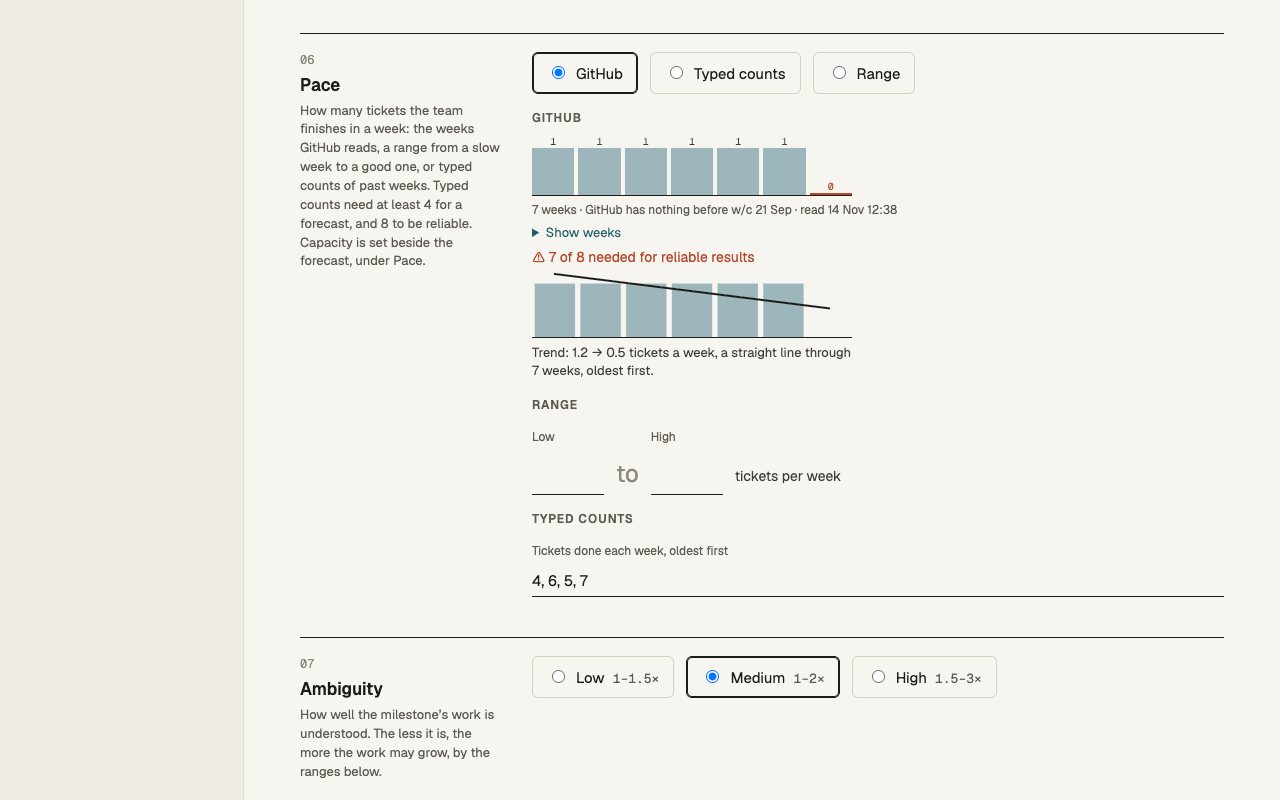 06
Pace
How many tickets the team
finishes in a week: the weeks
GitHub reads, a range from a slow
week to a good one, or typed
counts of past weeks. Typed
counts need at least 4 for a
forecast, and 8 to be reliable.
Capacity is set beside the
forecast, under Pace.
GitHub
Typed counts
Range
GITHUB
1 1 1 1 1 1 0
7 weeks · GitHub has nothing before w/c 21 Sep · read 14 Nov 12:38
Show weeks
7 of 8 needed for reliable results
Trend: 1.2 → 0.5 tickets a week, a straight line through
7 weeks, oldest first.
RANGE
Low
High
to
tickets per week
TYPED COUNTS
Tickets done each week, oldest first
4, 6, 5, 7
07
Ambiguity
How well the milestone’s work is
understood. The less it is, the
more the work may grow, by the
ranges below.
Low 1–1.5×
Medium 1–2×
High 1.5–3×